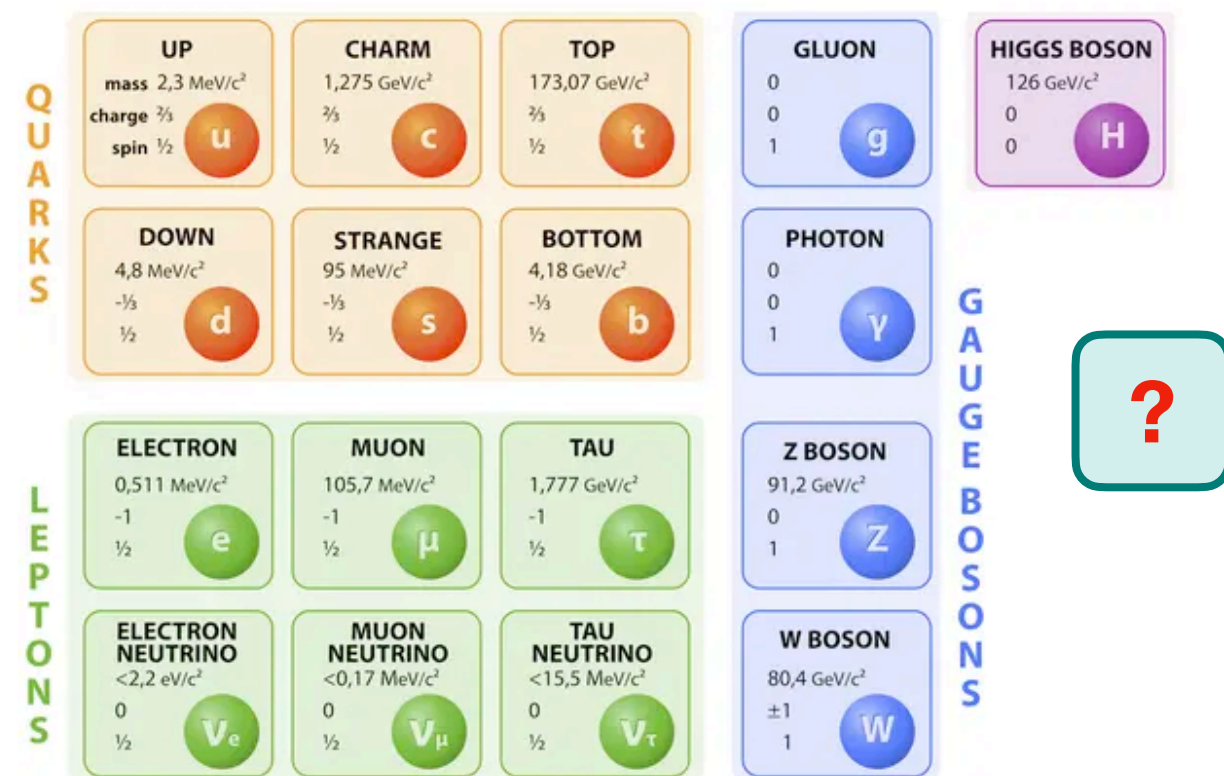 QUARKS
UP
mass 2,3 MeV/c²
charge ⅔
spin ½
u
CHARM
1,275 GeV/c²
⅔
½
c
TOP
173,07 GeV/c²
⅔
½
t
DOWN
4,8 MeV/c²
-⅓
½
d
STRANGE
95 MeV/c²
-⅓
½
s
BOTTOM
4,18 GeV/c²
-⅓
½
b
LEPTONS
ELECTRON
0,511 MeV/c²
-1
½
e
MUON
105,7 MeV/c²
-1
½
μ
TAU
1,777 GeV/c²
-1
½
τ
ELECTRON
NEUTRINO
<2,2 eV/c²
0
½
νe
MUON
NEUTRINO
<0,17 MeV/c²
0
½
νμ
TAU
NEUTRINO
<15,5 MeV/c²
0
½
ντ
GLUON
0
0
1
g
PHOTON
0
0
1
γ
Z BOSON
91,2 GeV/c²
0
1
Z
W BOSON
80,4 GeV/c²
±1
1
W
GAUGE BOSONS
HIGGS BOSON
126 GeV/c²
0
0
H
?